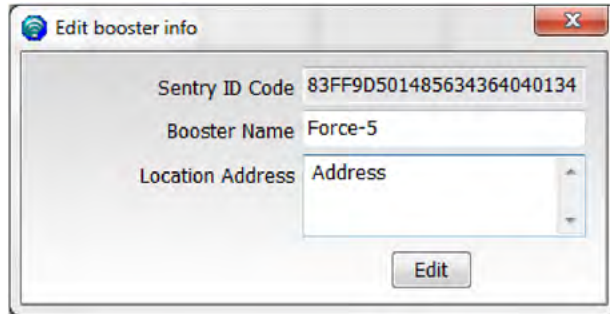 Edit booster info
Sentry ID Code 83FF9D501485634364040134
Booster Name Force-5
Location Address Address
Edit